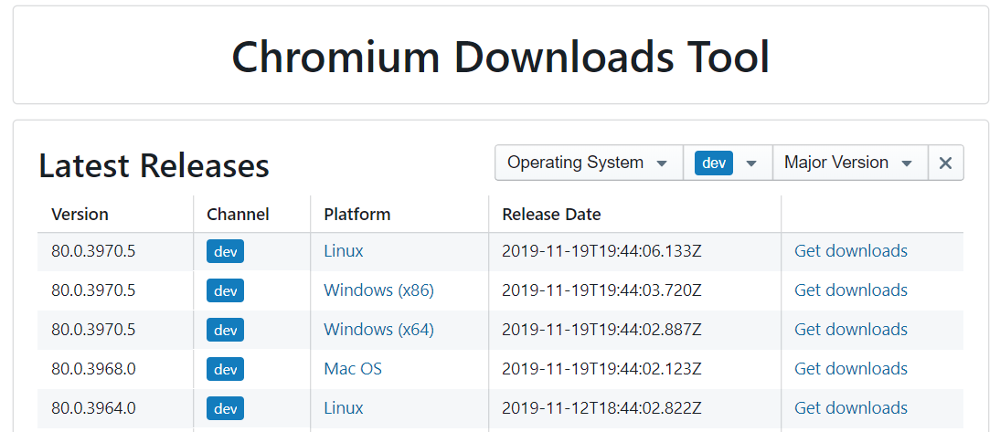 Chromium Downloads Tool
Latest Releases
Operating System dev Major Version
Version Channel Platform Release Date
80.0.3970.5 dev Linux 2019-11-19T19:44:06.133Z Get downloads
80.0.3970.5 dev Windows (x86) 2019-11-19T19:44:03.720Z Get downloads
80.0.3970.5 dev Windows (x64) 2019-11-19T19:44:02.887Z Get downloads
80.0.3968.0 dev Mac OS 2019-11-19T19:44:02.123Z Get downloads
80.0.3964.0 dev Linux 2019-11-12T18:44:02.822Z Get downloads